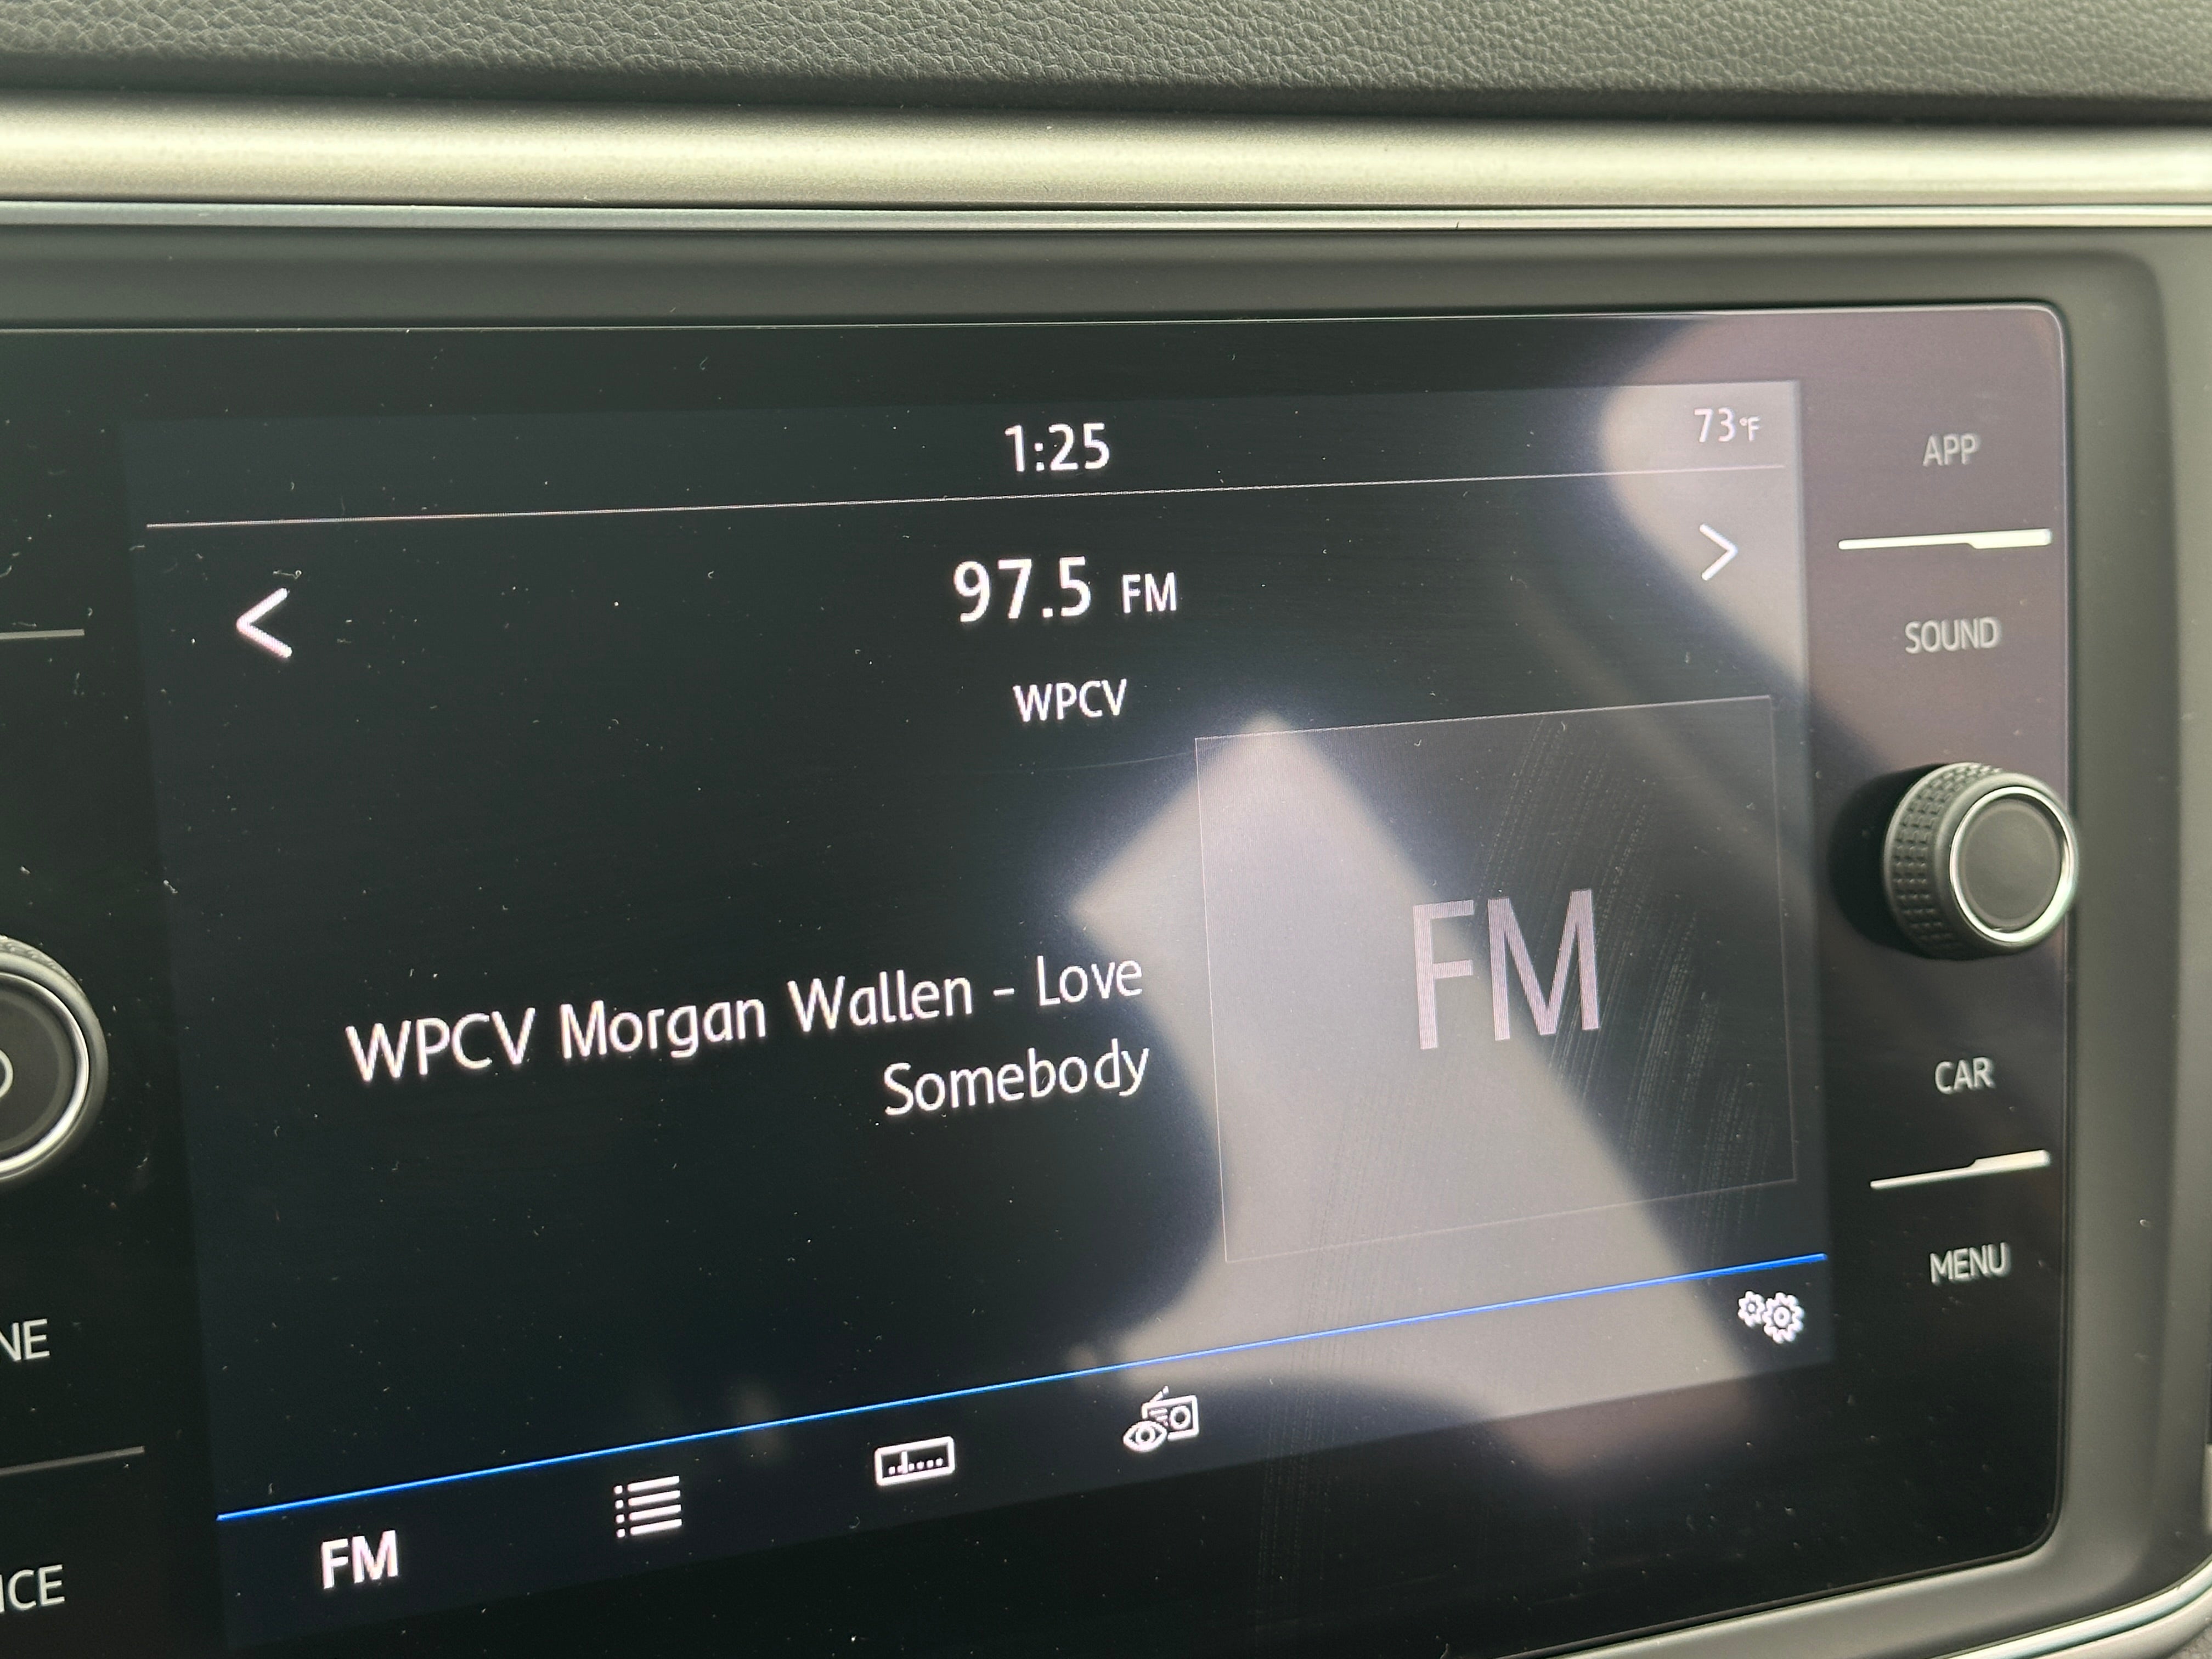 1:25
73°F
APP
97.5 FM
SOUND
WPCV
FM
WPCV Morgan Wallen - Love
Somebody
CAR
MENU
NE
FM
ICE